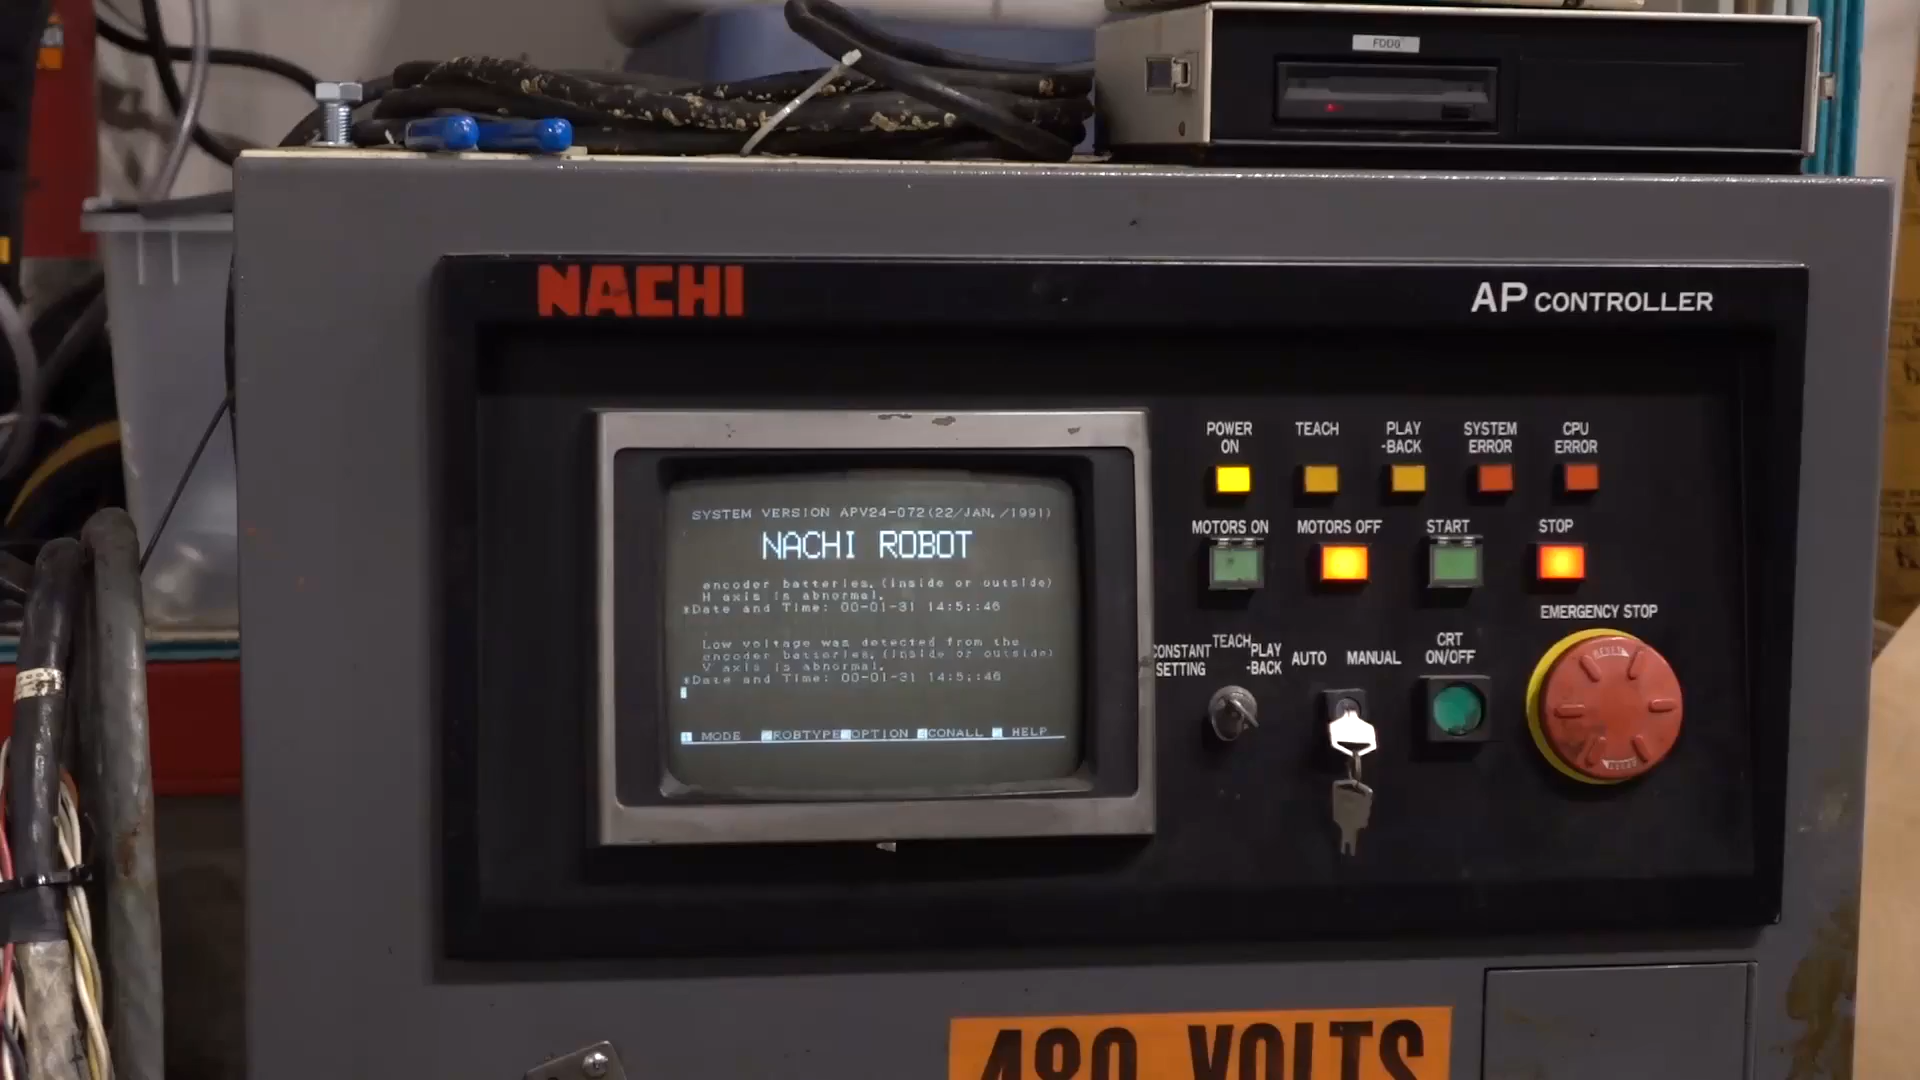 FDD0
NACHI
AP CONTROLLER
SYSTEM VERSION APV24-072(22/JAN./1991)
NACHI ROBOT
encoder batteries.(inside or outside)
H axis is abnormal.
*Date and Time: 00-01-31 14:5;:46
Low voltage was detected from the
encoder batteries.(inside or outside)
V axis is abnormal.
*Date and Time: 00-01-31 14:5;:46
MODE ROBTYPE OPTION CONALL HELP
POWER ON
TEACH
PLAY -BACK
SYSTEM ERROR
CPU ERROR
MOTORS ON
MOTORS OFF
START
STOP
EMERGENCY STOP
CONSTANT SETTING
TEACH
PLAY -BACK
AUTO
MANUAL
CRT ON/OFF
RESET
480 VOLTS